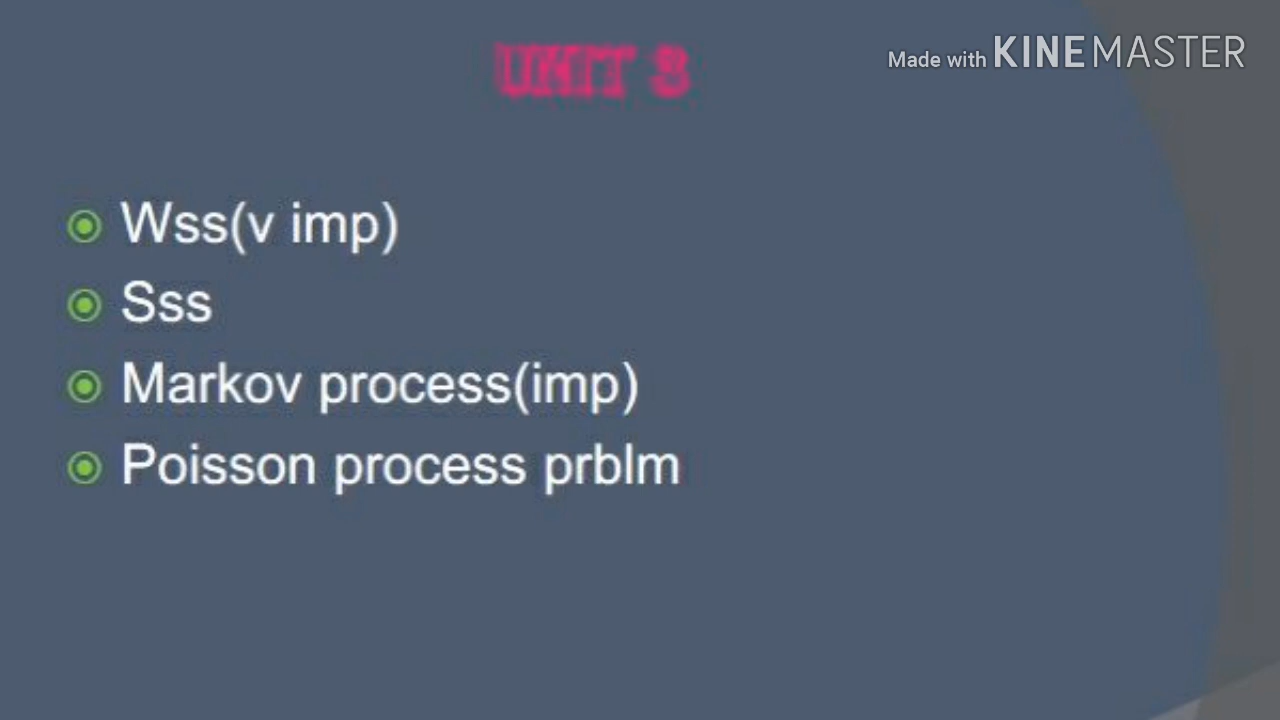 UNIT 3
Made with KINEMASTER
Wss(v imp)
Sss
Markov process(imp)
Poisson process prblm